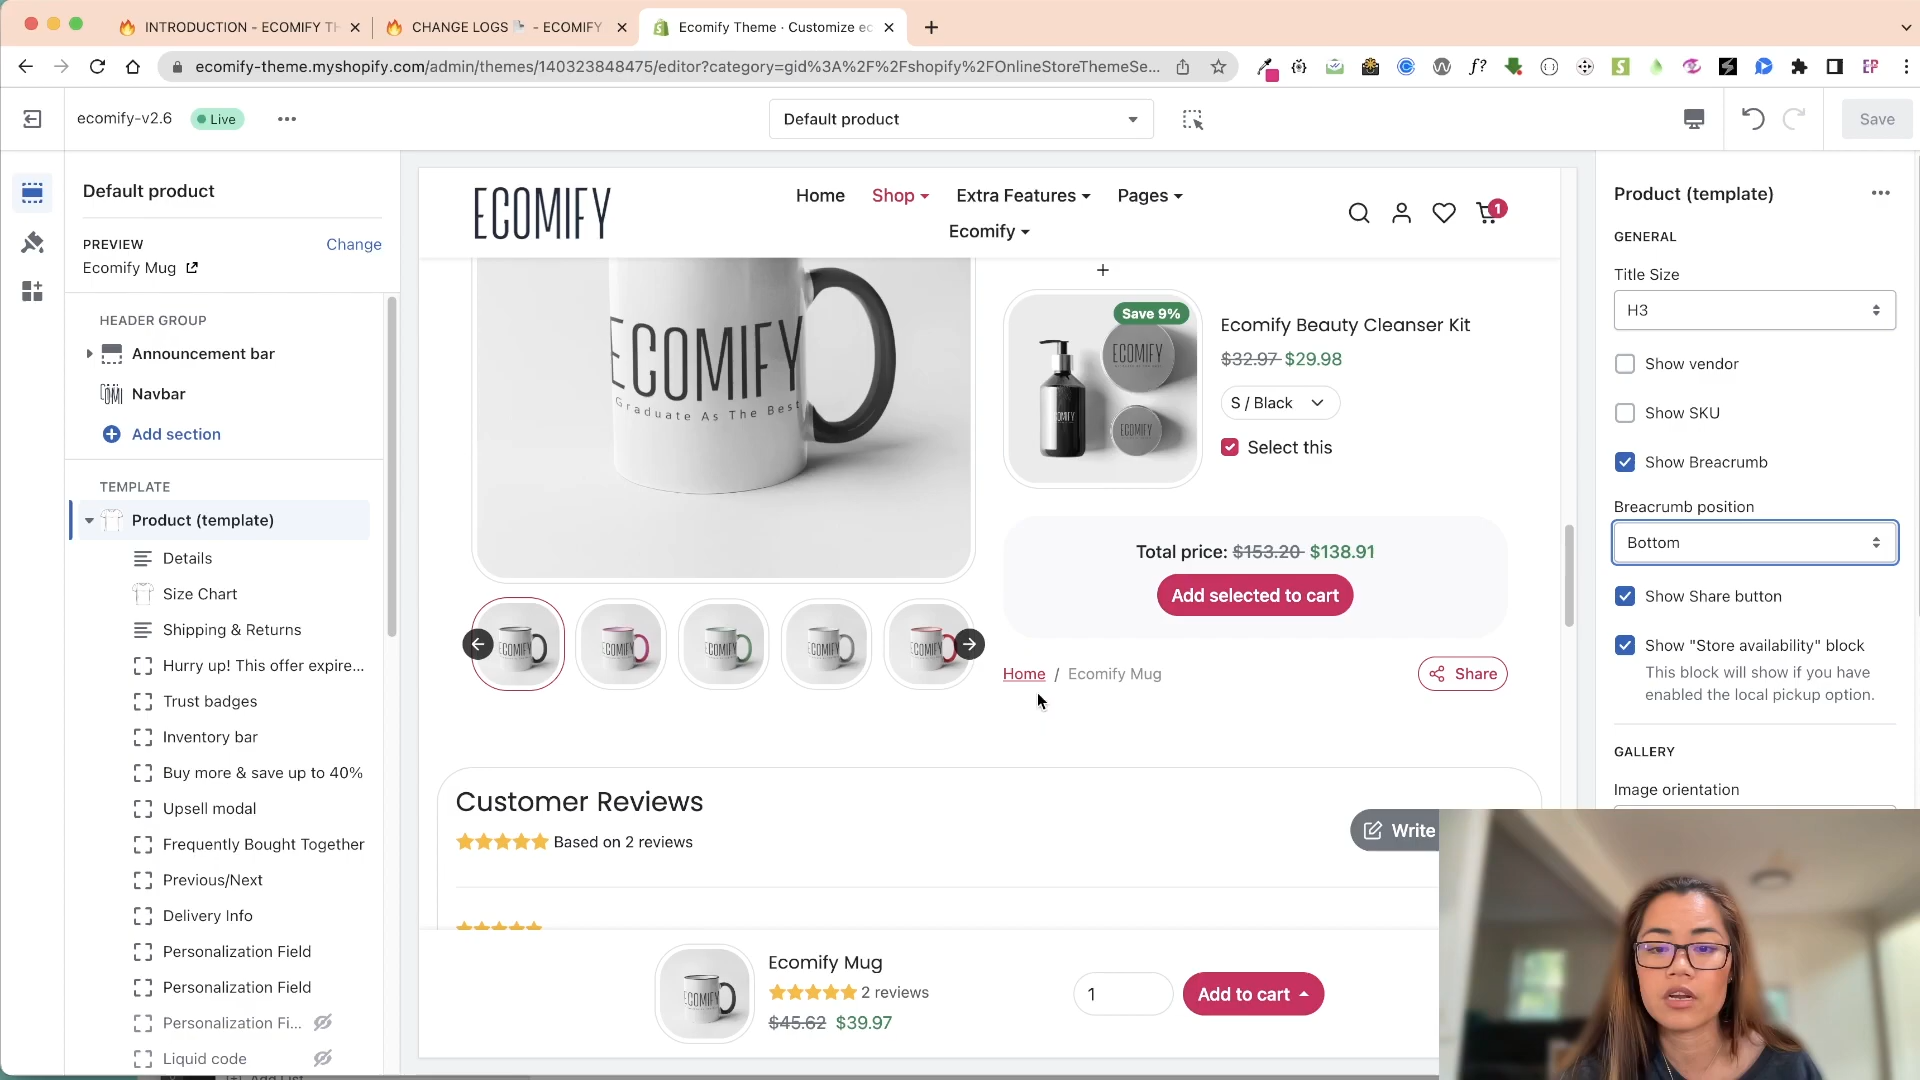 INTRODUCTION - ECOMIFY TH
CHANGE LOGS - ECOMIFY
Ecomify Theme · Customize ec
ecomify-theme.myshopify.com/admin/themes/140323848475/editor?category=gid%3A%2F%2Fshopify%2FOnlineStoreThemeSe...
ecomify-v2.6
Live
Default product
Save
Default product
PREVIEW
Change
Ecomify Mug
HEADER GROUP
Announcement bar
Navbar
Add section
TEMPLATE
Product (template)
Details
Size Chart
Shipping & Returns
Hurry up! This offer expire...
Trust badges
Inventory bar
Buy more & save up to 40%
Upsell modal
Frequently Bought Together
Previous/Next
Delivery Info
Personalization Field
Personalization Field
Personalization Fi...
Liquid code
ECOMIFY
Home
Shop
Extra Features
Pages
Ecomify
1
ECOMIFY
Graduate As The Best
+
Save 9%
ECOMIFY
ECOMIFY
ECOMIFY
Ecomify Beauty Cleanser Kit
$32.97 $29.98
S / Black
Select this
Total price: $153.20 $138.91
Add selected to cart
ECOMIFY
ECOMIFY
ECOMIFY
ECOMIFY
ECOMIFY
Home / Ecomify Mug
Share
Customer Reviews
Based on 2 reviews
Write
ECOMIFY
Ecomify Mug
2 reviews
$45.62 $39.97
1
Add to cart
Product (template)
GENERAL
Title Size
H3
Show vendor
Show SKU
Show Breacrumb
Breacrumb position
Bottom
Show Share button
Show "Store availability" block
This block will show if you have
enabled the local pickup option.
GALLERY
Image orientation